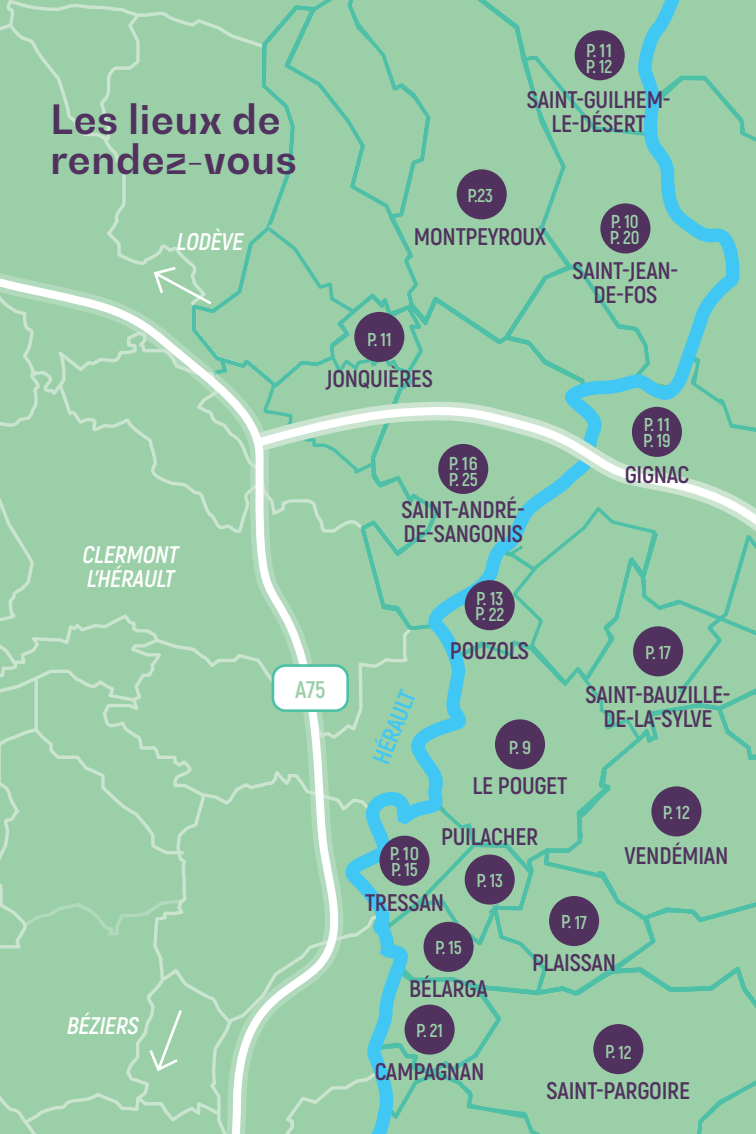 Les lieux de
rendez-vous
P. 11
P. 12
SAINT-GUILHEM-
LE-DÉSERT
P.23
MONTPEYROUX
P. 10
P. 20
SAINT-JEAN-
DE-FOS
LODÈVE
P. 11
JONQUIÈRES
P. 11
P. 19
GIGNAC
P. 16
P. 25
SAINT-ANDRÉ-
DE-SANGONIS
CLERMONT
L'HÉRAULT
P. 13
P. 22
POUZOLS
P. 17
SAINT-BAUZILLE-
DE-LA-SYLVE
A75
HÉRAULT
P. 9
LE POUGET
P. 12
VENDÉMIAN
PUILACHER
P. 13
P. 10
P. 15
TRESSAN
P. 17
PLAISSAN
P. 15
BÉLARGA
BÉZIERS
P. 21
CAMPAGNAN
P. 12
SAINT-PARGOIRE